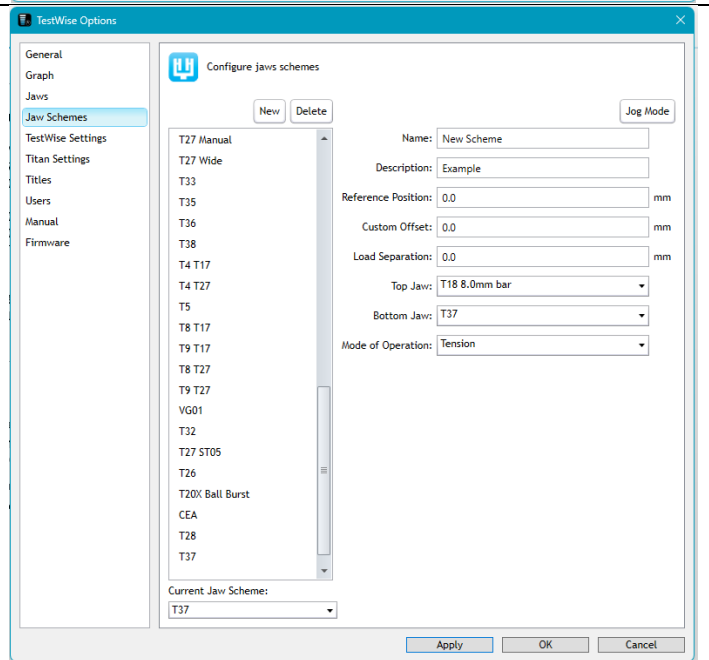 TestWise Options
General
Graph
Jaws
Jaw Schemes
TestWise Settings
Titan Settings
Titles
Users
Manual
Firmware
Configure jaws schemes
New Delete Jog Mode
T27 Manual
T27 Wide
T33
T35
T36
T38
T4 T17
T4 T27
T5
T8 T17
T9 T17
T8 T27
T9 T27
VG01
T32
T27 ST05
T26
T20X Ball Burst
CEA
T28
T37
Current Jaw Scheme:
T37
Name: New Scheme
Description: Example
Reference Position: 0.0 mm
Custom Offset: 0.0 mm
Load Separation: 0.0 mm
Top Jaw: T18 8.0mm bar
Bottom Jaw: T37
Mode of Operation: Tension
Apply OK Cancel